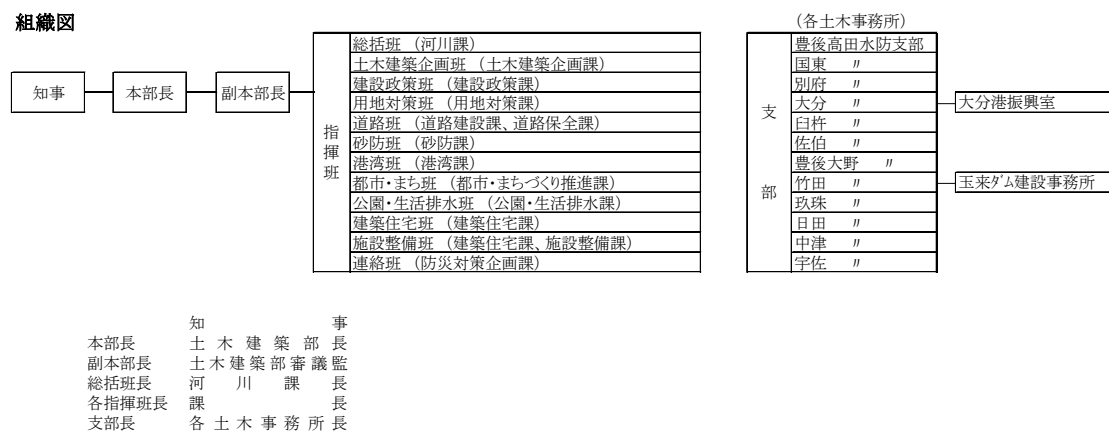 組織図
知事
本部長
副本部長
指揮班
総括班 (河川課)
土木建築企画班 (土木建築企画課)
建設政策班 (建設政策課)
用地対策班 (用地対策課)
道路班 (道路建設課、道路保全課)
砂防班 (砂防課)
港湾班 (港湾課)
都市・まち班 (都市・まちづくり推進課)
公園・生活排水班 (公園・生活排水課)
建築住宅班 (建築住宅課)
施設整備班 (建築住宅課、施設整備課)
連絡班 (防災対策企画課)
(各土木事務所)
支部
豊後高田水防支部
国東 〃
別府 〃
大分 〃
臼杵 〃
佐伯 〃
豊後大野 〃
竹田 〃
玖珠 〃
日田 〃
中津 〃
宇佐 〃
大分港振興室
玉来ダム建設事務所
知事
本部長 土木建築部長
副本部長 土木建築部審議監
総括班長 河川課長
各指揮班長 課長
支部長 各土木事務所長